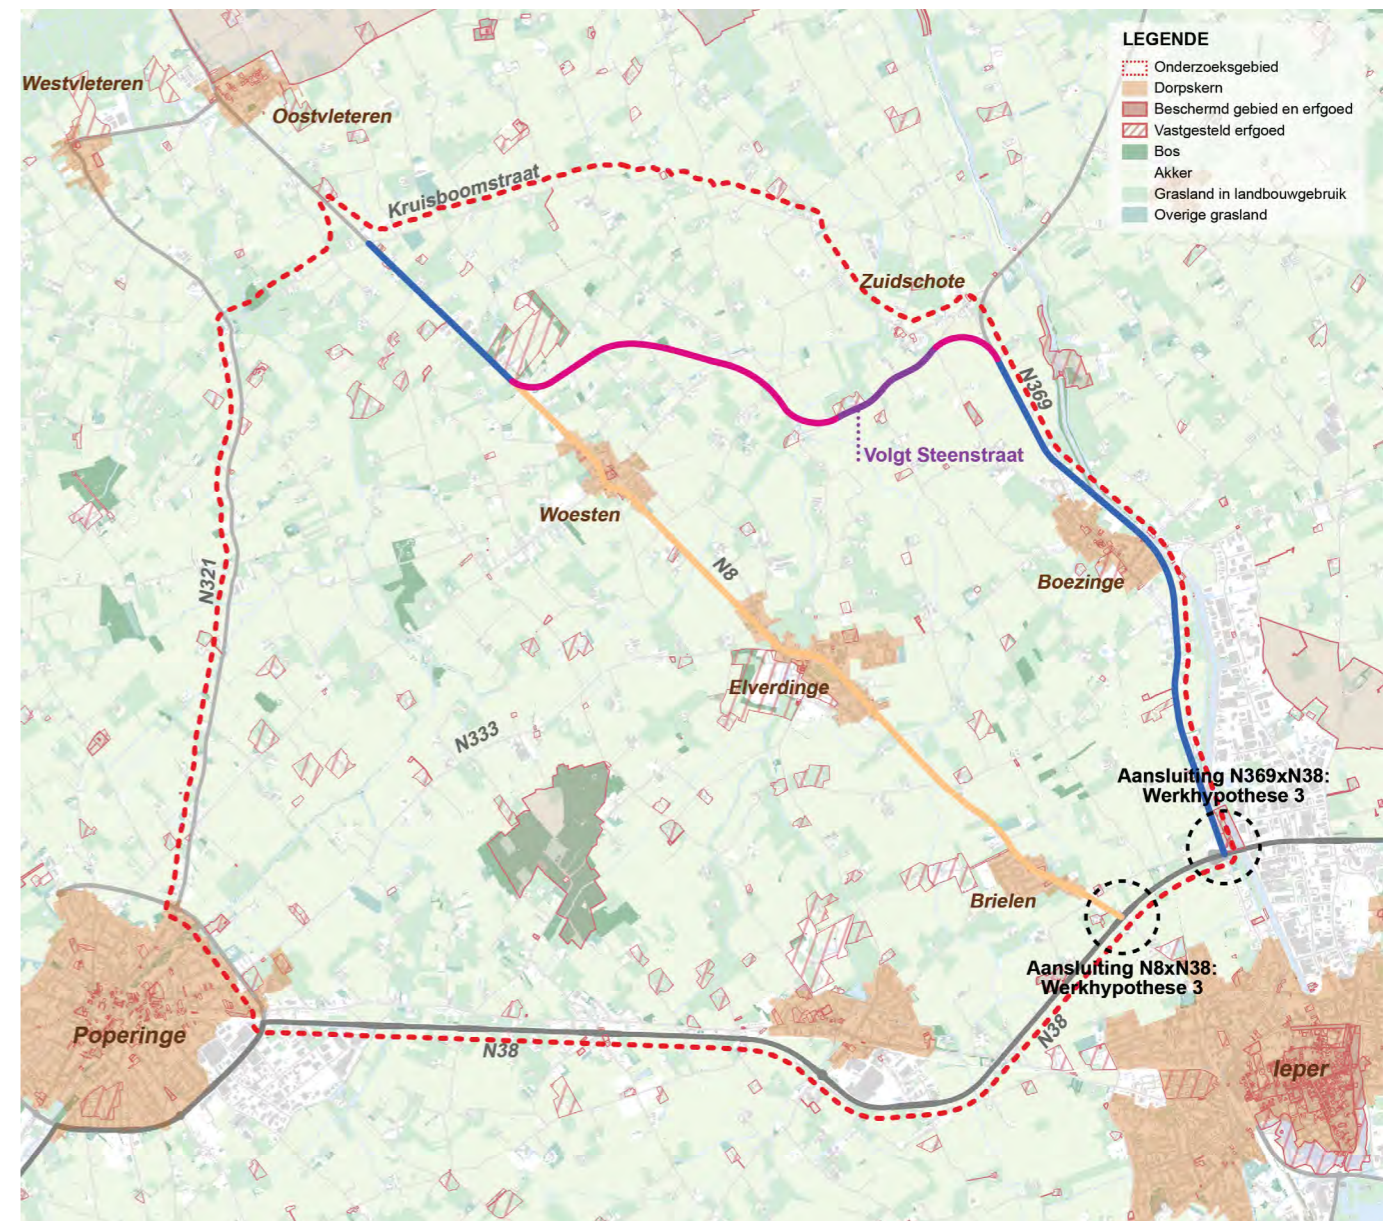 LEGENDE
Onderzoeksgebied
Dorpskern
Beschermd gebied en erfgoed
Vastgesteld erfgoed
Bos
Akker
Grasland in landbouwgebruik
Overige grasland
Westvleteren
Oostvleteren
Kruisboomstraat
Zuidschote
N369
Volgt Steenstraat
Woesten
N8
N321
Boezinge
Elverdinge
N333
Aansluiting N369xN38:
Werkhypothese 3
Brielen
Aansluiting N8xN38:
Werkhypothese 3
Poperinge
N38
N38
Ieper